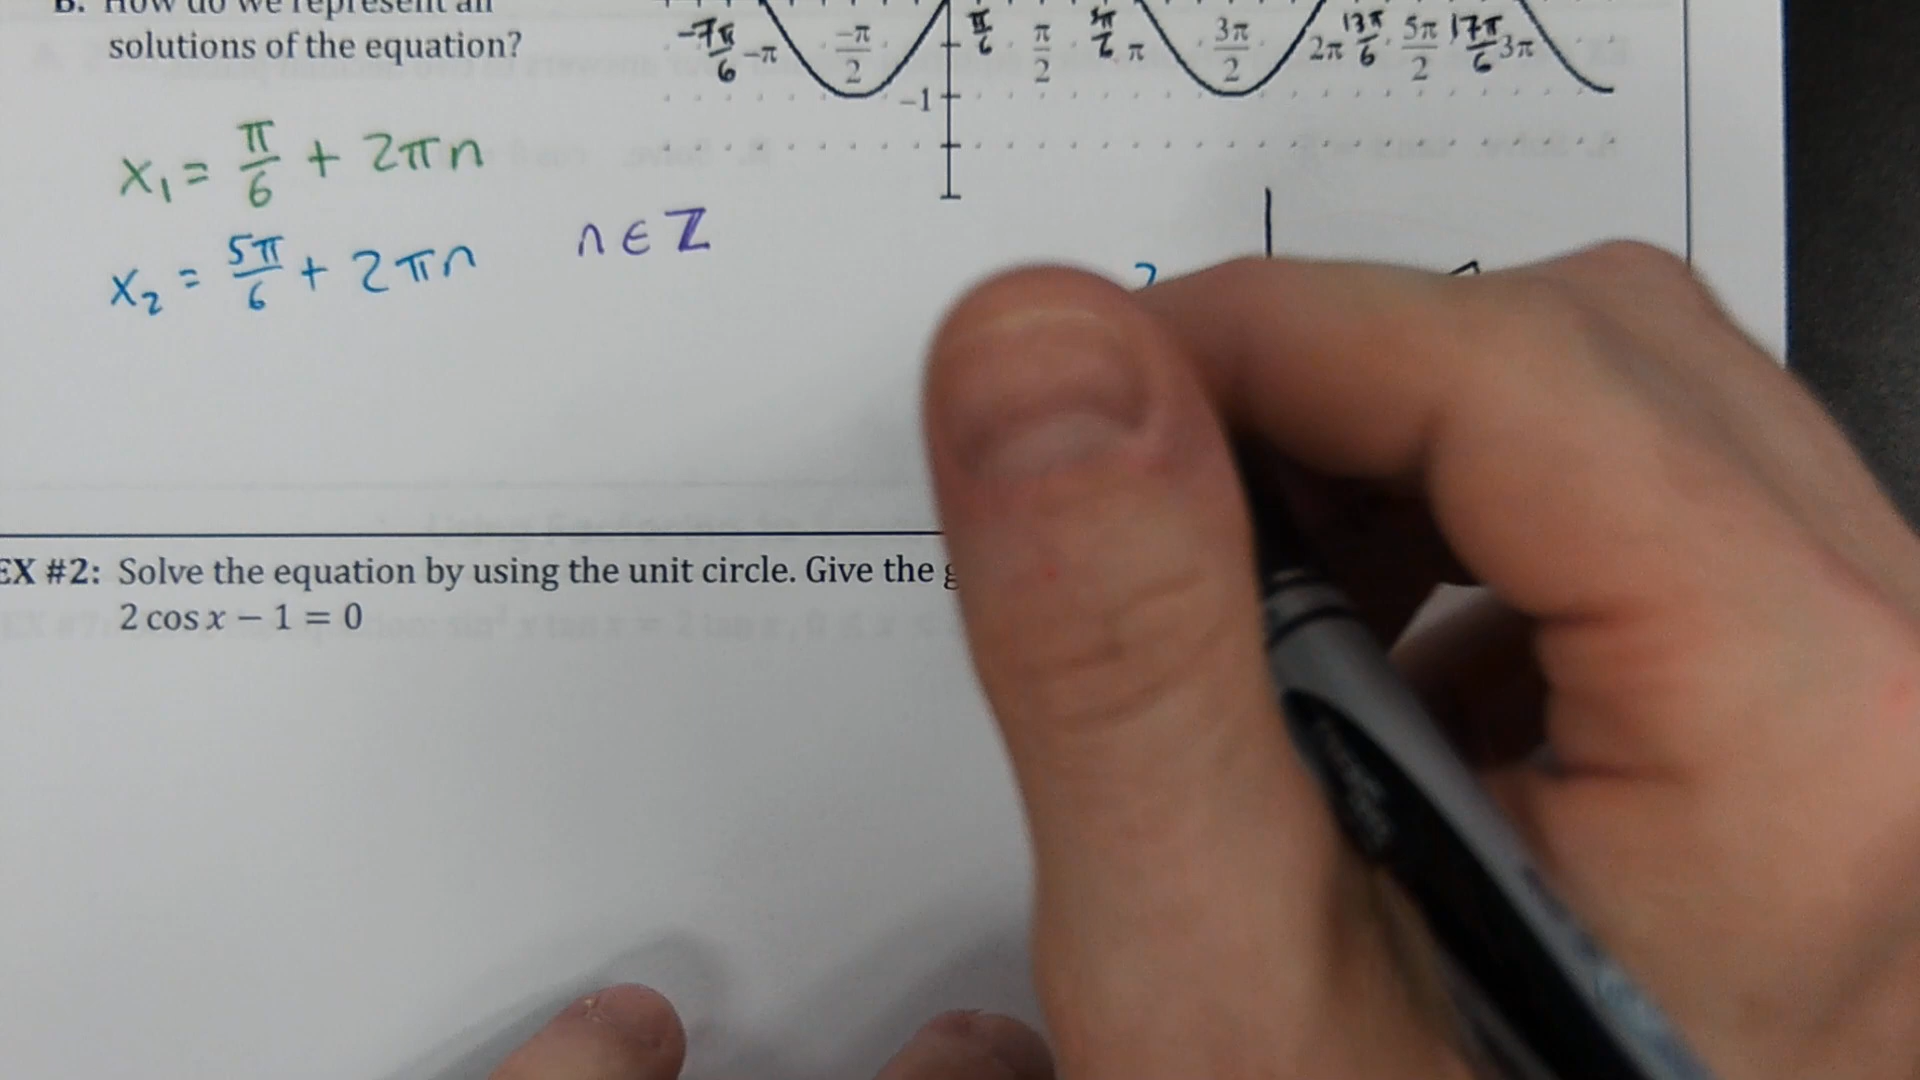 solutions of the equation?
-7π/6 -π -π/2 π/6 π/2 5π/6 π 3π/2 2π 13π/6 5π/2 17π/6 3π
-1
x₁ = π/6 + 2πn
x₂ = 5π/6 + 2πn n ∈ ℤ
2
EX #2: Solve the equation by using the unit circle. Give the
2 cos x − 1 = 0